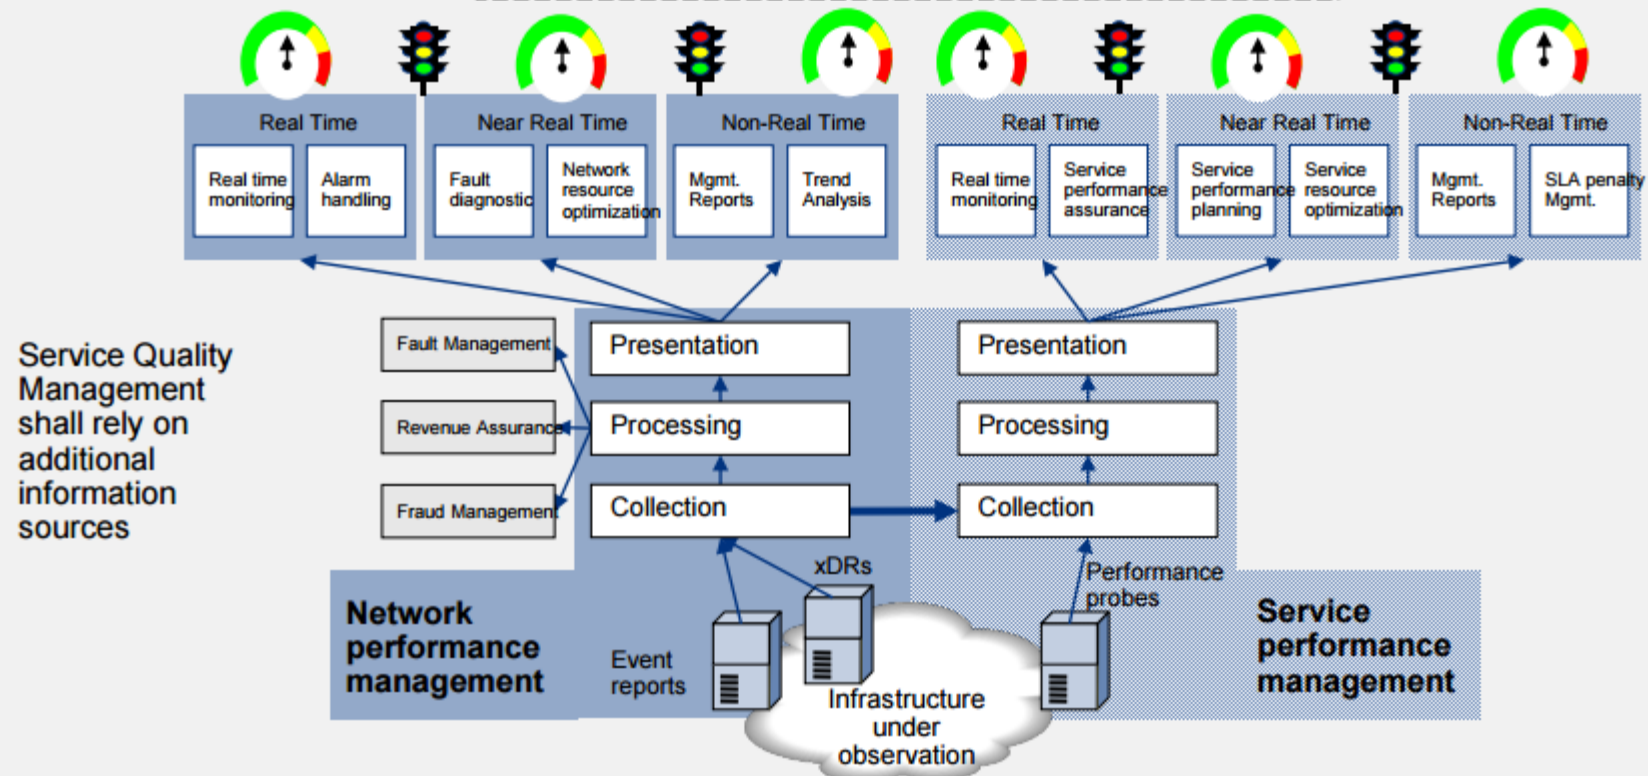 Real Time
Near Real Time
Non-Real Time
Real Time
Near Real Time
Non-Real Time
Real time
monitoring
Alarm
handling
Fault
diagnostic
Network
resource
optimization
Mgmt.
Reports
Trend
Analysis
Real time
monitoring
Service
performance
assurance
Service
performance
planning
Service
resource
optimization
Mgmt.
Reports
SLA penalty
Mgmt.
Service Quality
Management
shall rely on
additional
information
sources
Fault Management
Revenue Assurance
Fraud Management
Presentation
Processing
Collection
Presentation
Processing
Collection
xDRs
Performance
probes
Network
performance
management
Event
reports
Infrastructure
under
observation
Service
performance
management